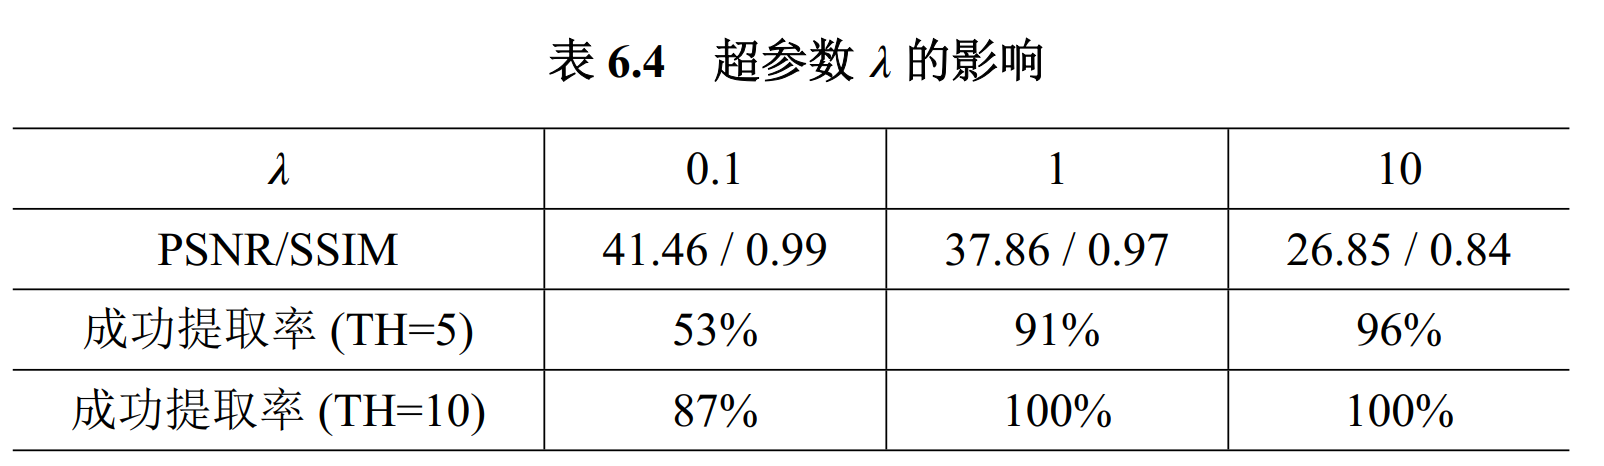 表 6.4 超参数 λ 的影响
λ 0.1 1 10
PSNR/SSIM 41.46 / 0.99 37.86 / 0.97 26.85 / 0.84
成功提取率 (TH=5) 53% 91% 96%
成功提取率 (TH=10) 87% 100% 100%